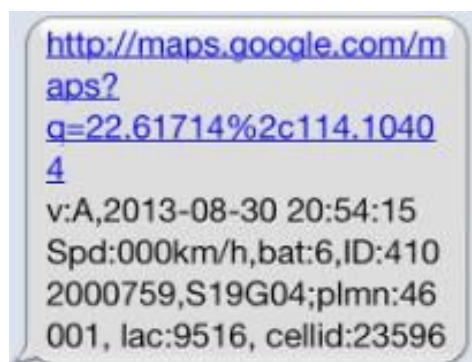 http://maps.google.com/m
aps?
q=22.61714%2c114.1040
4
v:A,2013-08-30 20:54:15
Spd:000km/h,bat:6,ID:410
2000759,S19G04;plmn:46
001, lac:9516, cellid:23596